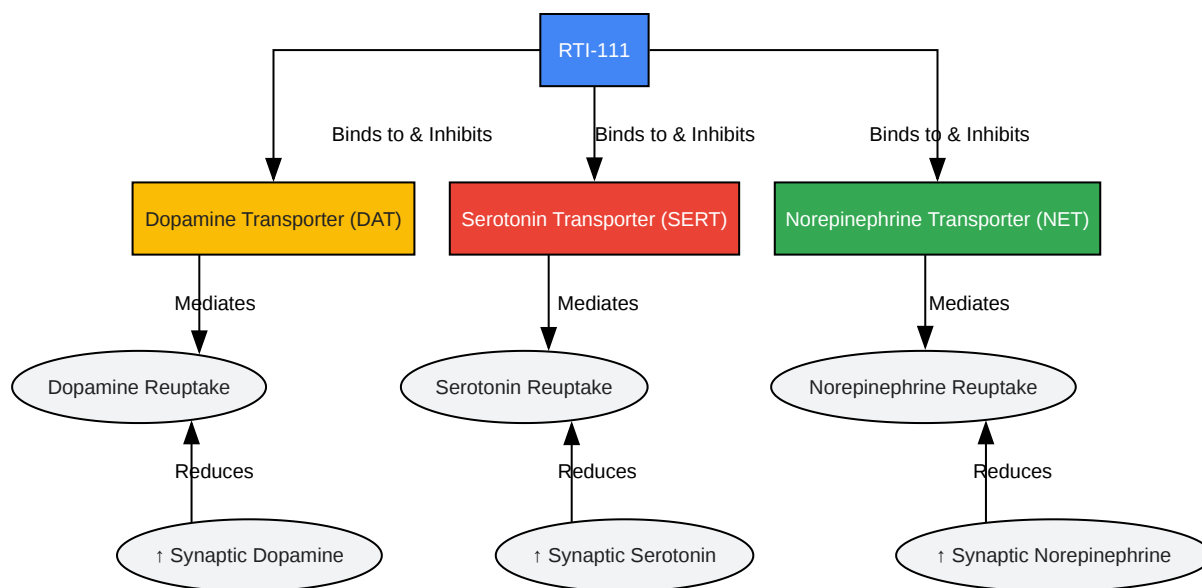 RTI-111
Binds to & Inhibits
Binds to & Inhibits
Binds to & Inhibits
Dopamine Transporter (DAT)
Serotonin Transporter (SERT)
Norepinephrine Transporter (NET)
Mediates
Mediates
Mediates
Dopamine Reuptake
Serotonin Reuptake
Norepinephrine Reuptake
Reduces
Reduces
Reduces
↑ Synaptic Dopamine
↑ Synaptic Serotonin
↑ Synaptic Norepinephrine